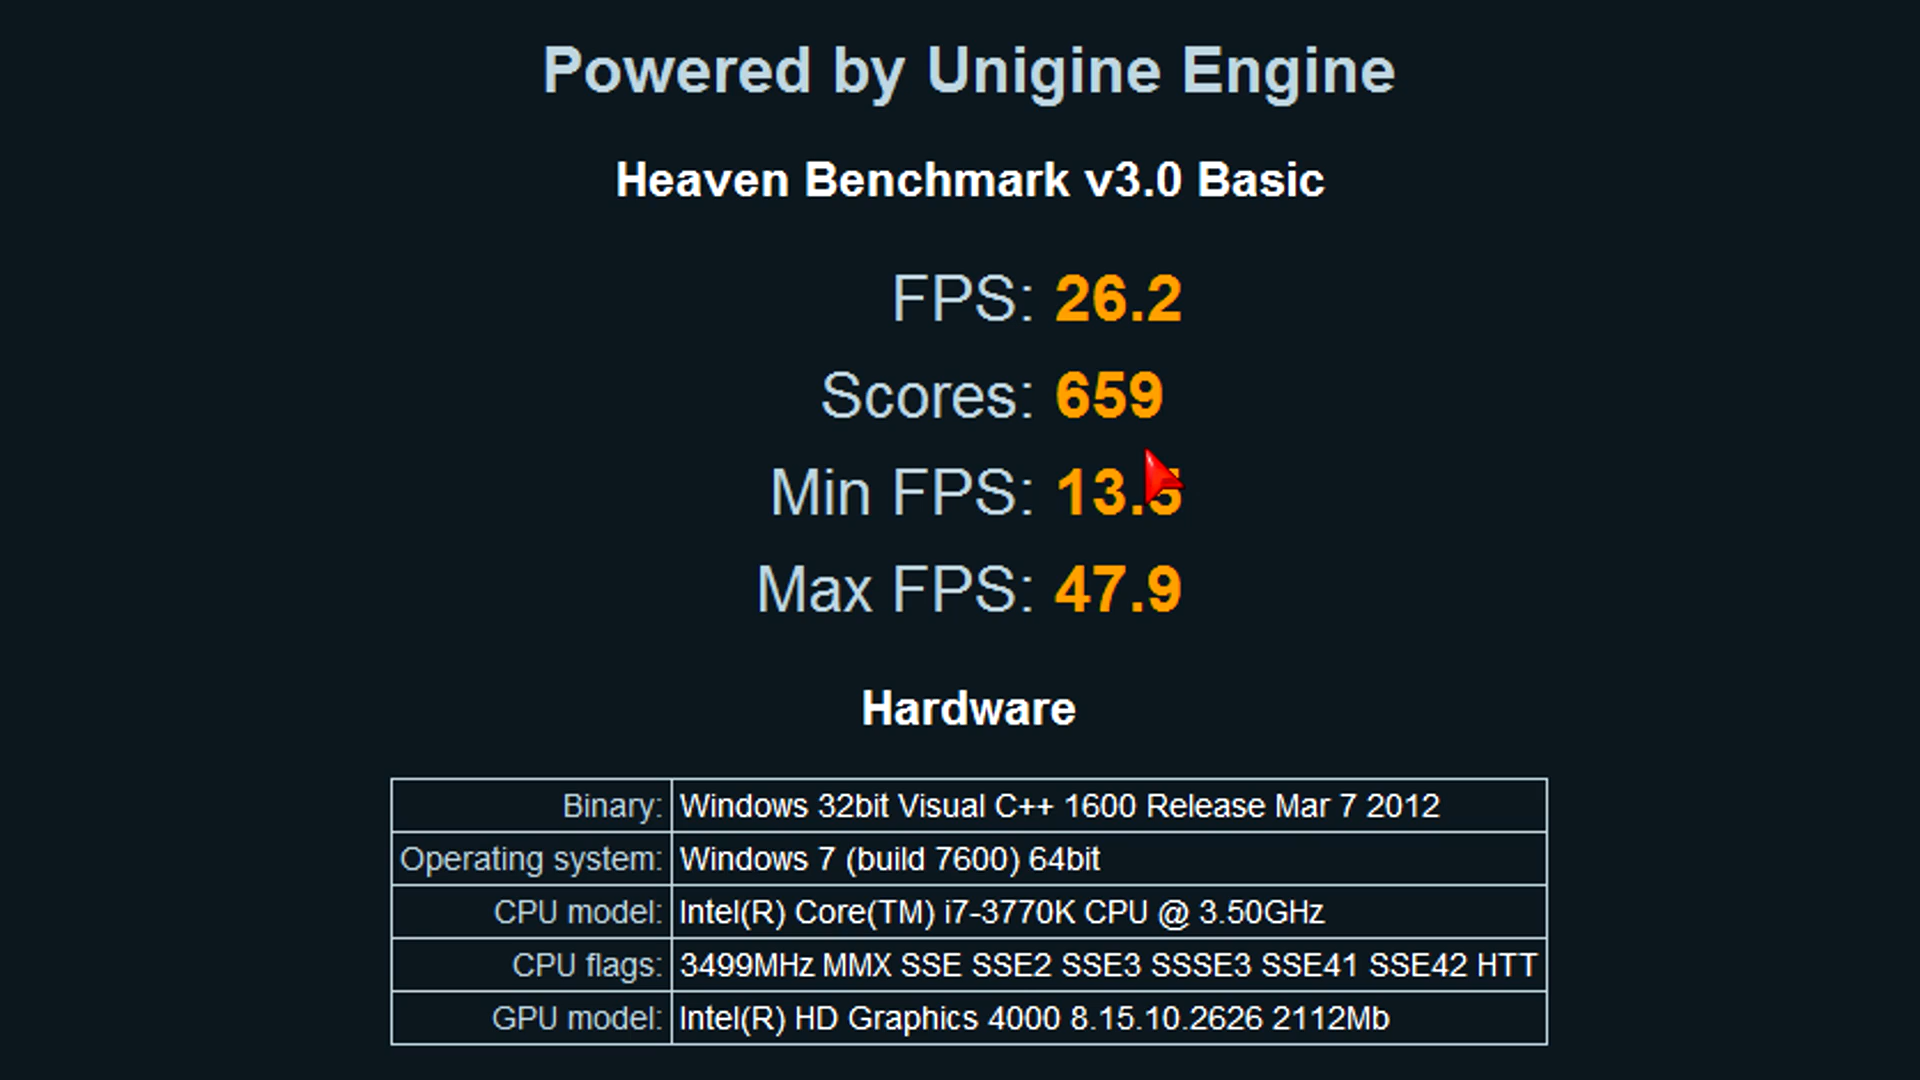 Powered by Unigine Engine
Heaven Benchmark v3.0 Basic
FPS: 26.2
Scores: 659
Min FPS: 13.5
Max FPS: 47.9
Hardware
Binary: Windows 32bit Visual C++ 1600 Release Mar 7 2012
Operating system: Windows 7 (build 7600) 64bit
CPU model: Intel(R) Core(TM) i7-3770K CPU @ 3.50GHz
CPU flags: 3499MHz MMX SSE SSE2 SSE3 SSSE3 SSE41 SSE42 HTT
GPU model: Intel(R) HD Graphics 4000 8.15.10.2626 2112Mb